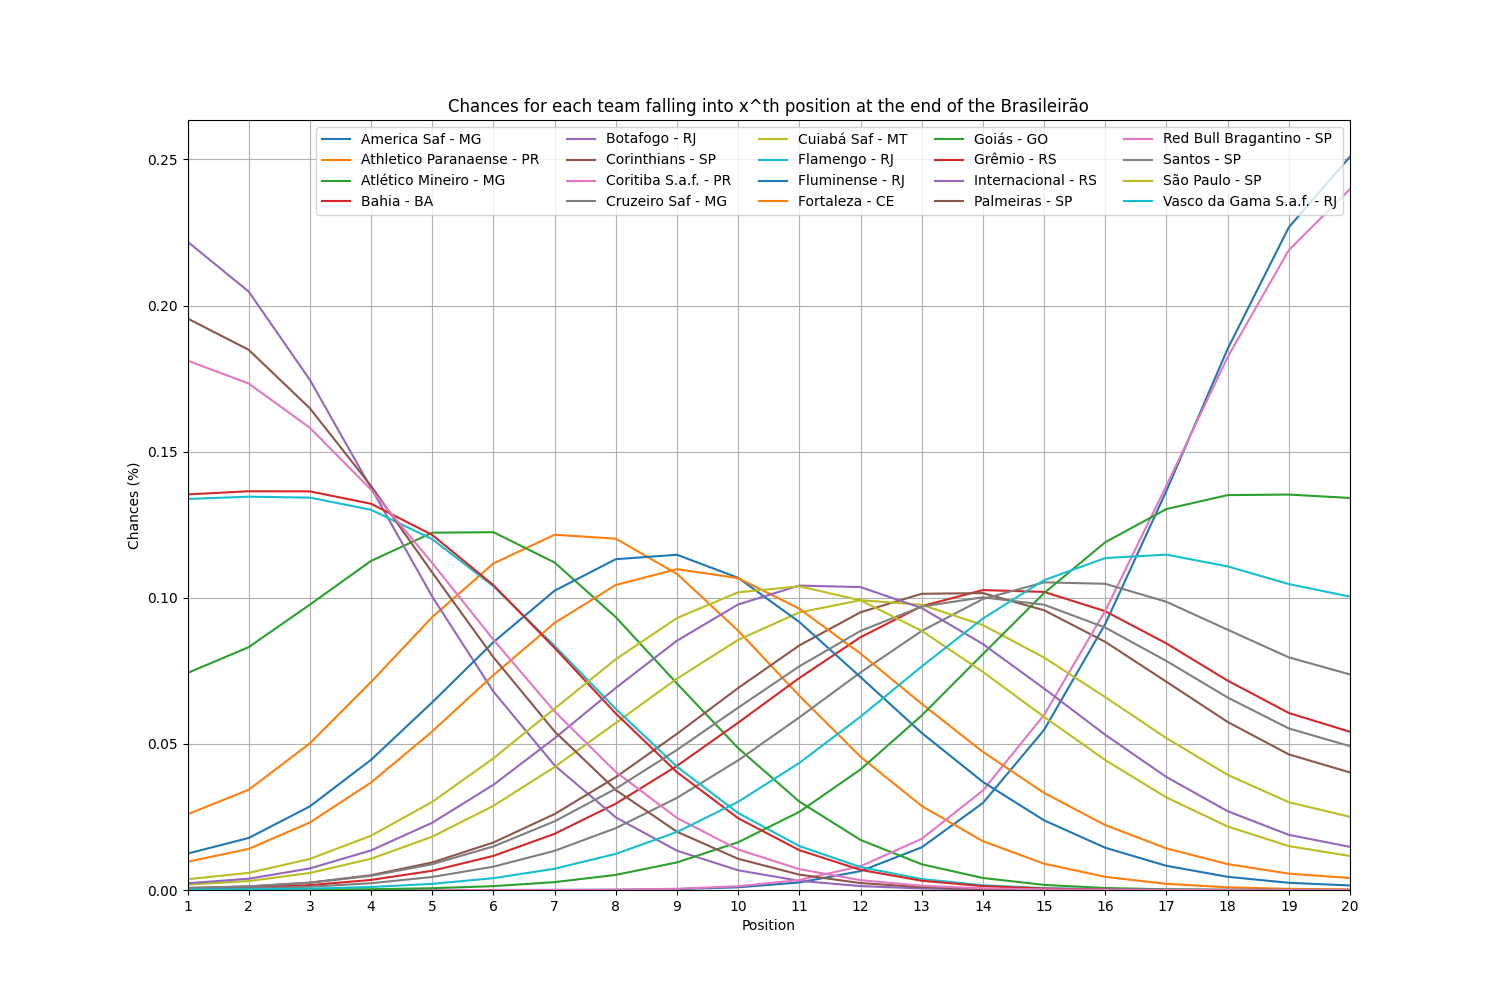 Chances for each team falling into x^th position at the end of the Brasileirão
America Saf - MG
Athletico Paranaense - PR
Atlético Mineiro - MG
Bahia - BA
Botafogo - RJ
Corinthians - SP
Coritiba S.a.f. - PR
Cruzeiro Saf - MG
Cuiabá Saf - MT
Flamengo - RJ
Fluminense - RJ
Fortaleza - CE
Goiás - GO
Grêmio - RS
Internacional - RS
Palmeiras - SP
Red Bull Bragantino - SP
Santos - SP
São Paulo - SP
Vasco da Gama S.a.f. - RJ
Chances (%)
0.25
0.20
0.15
0.10
0.05
0.00
1 2 3 4 5 6 7 8 9 10 11 12 13 14 15 16 17 18 19 20
Position